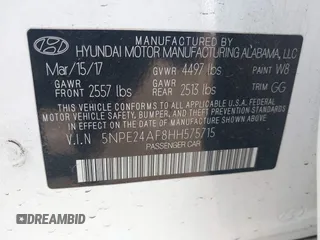 MANUFACTURED BY
HYUNDAI MOTOR MANUFACTURING ALABAMA, LLC
Mar/15/17 GVWR 4497 lbs PAINT W8
GAWR FRONT 2557 lbs GAWR REAR 2513 lbs TRIM GG
THIS VEHICLE CONFORMS TO ALL APPLICABLE FEDERAL MOTOR VEHICLE SAFETY, BUMPER, AND THEFT PREVENTION STANDARDS IN EFFECT ON THE DATE OF MANUFACTURE SHOWN ABOVE.
V.I.N 5NPE24AF8HH575715
PASSENGER CAR
DREAMBID